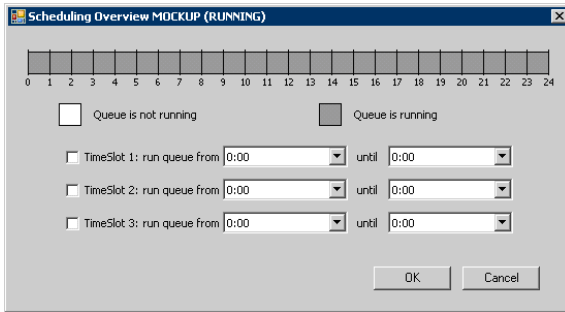 Scheduling Overview MOCKUP (RUNNING)
0 1 2 3 4 5 6 7 8 9 10 11 12 13 14 15 16 17 18 19 20 21 22 23 24
Queue is not running Queue is running
TimeSlot 1: run queue from 0:00 until 0:00
TimeSlot 2: run queue from 0:00 until 0:00
TimeSlot 3: run queue from 0:00 until 0:00
OK Cancel